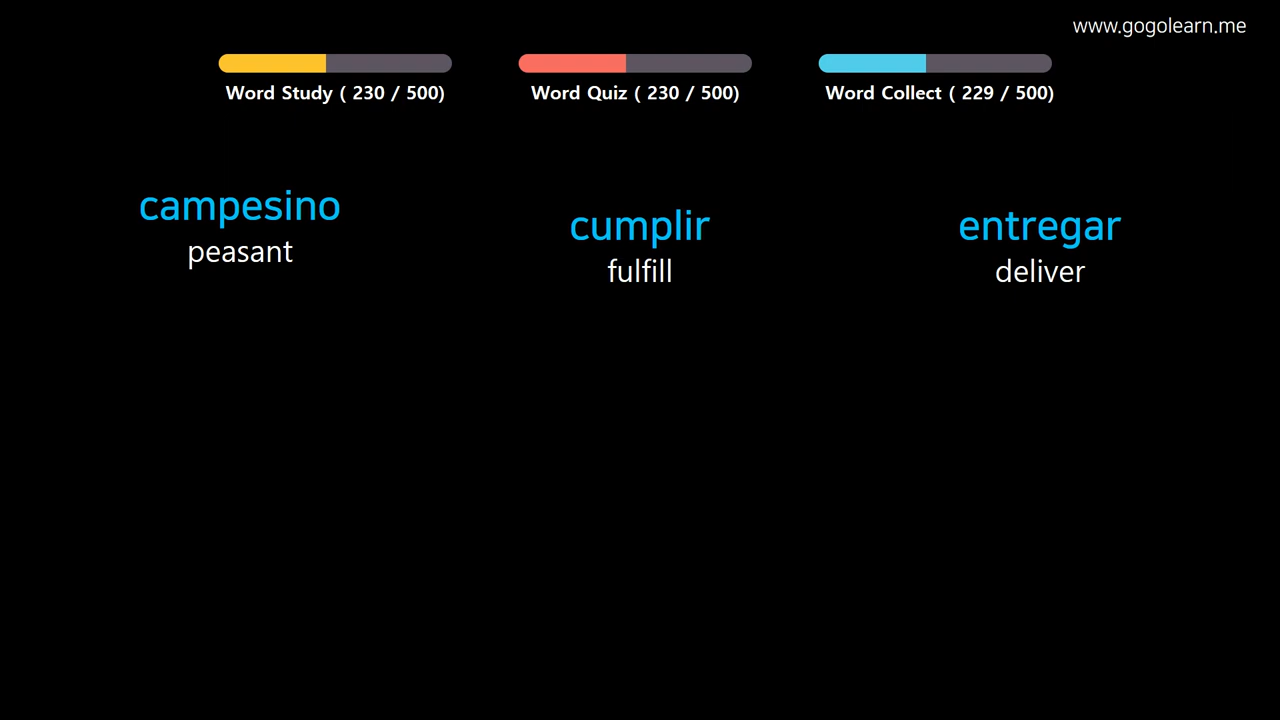 www.gogolearn.me
Word Study ( 230 / 500)
Word Quiz ( 230 / 500)
Word Collect ( 229 / 500)
campesino
peasant
cumplir
fulfill
entregar
deliver